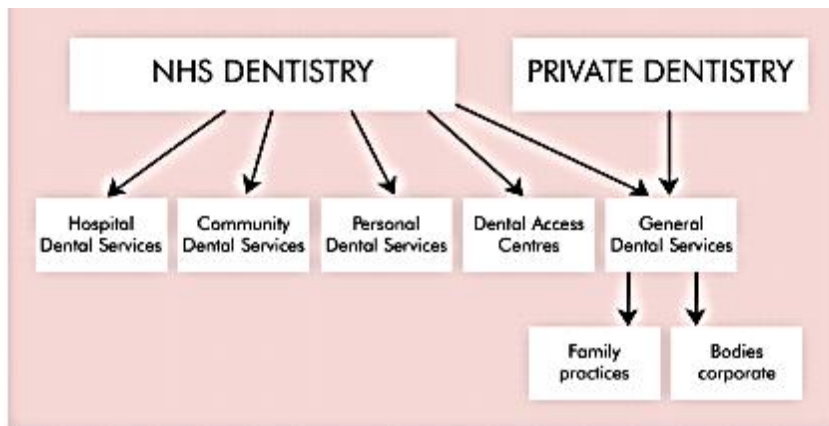 NHS DENTISTRY
PRIVATE DENTISTRY
Hospital
Dental Services
Community
Dental Services
Personal
Dental Services
Dental Access
Centres
General
Dental Services
Family
practices
Bodies
corporate